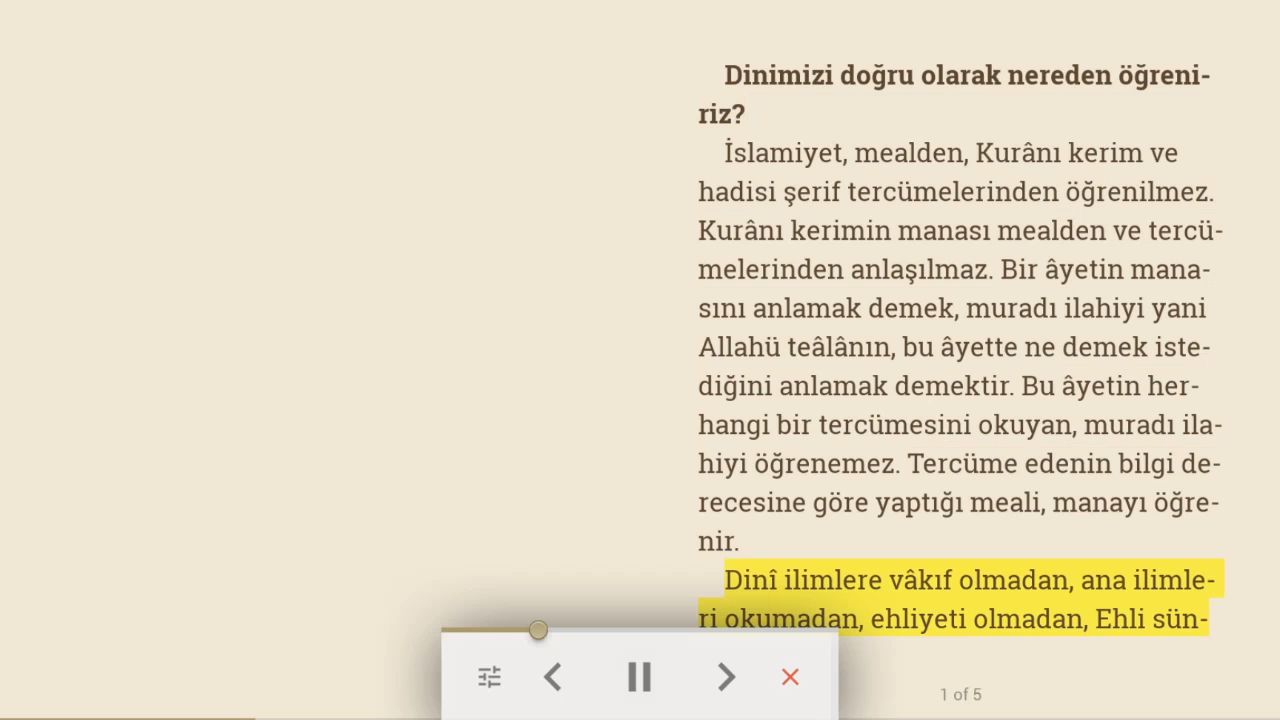 Dinimizi doğru olarak nereden öğreni-
riz?
İslamiyet, mealden, Kurânı kerim ve
hadisi şerif tercümelerinden öğrenilmez.
Kurânı kerimin manası mealden ve tercü-
melerinden anlaşılmaz. Bir âyetin mana-
sını anlamak demek, muradı ilahiyi yani
Allahü teâlânın, bu âyette ne demek iste-
diğini anlamak demektir. Bu âyetin her-
hangi bir tercümesini okuyan, muradı ila-
hiyi öğrenemez. Tercüme edenin bilgi de-
recesine göre yaptığı meali, manayı öğre-
nir.
Dinî ilimlere vâkıf olmadan, ana ilimle-
ri okumadan, ehliyeti olmadan, Ehli sün-
1 of 5